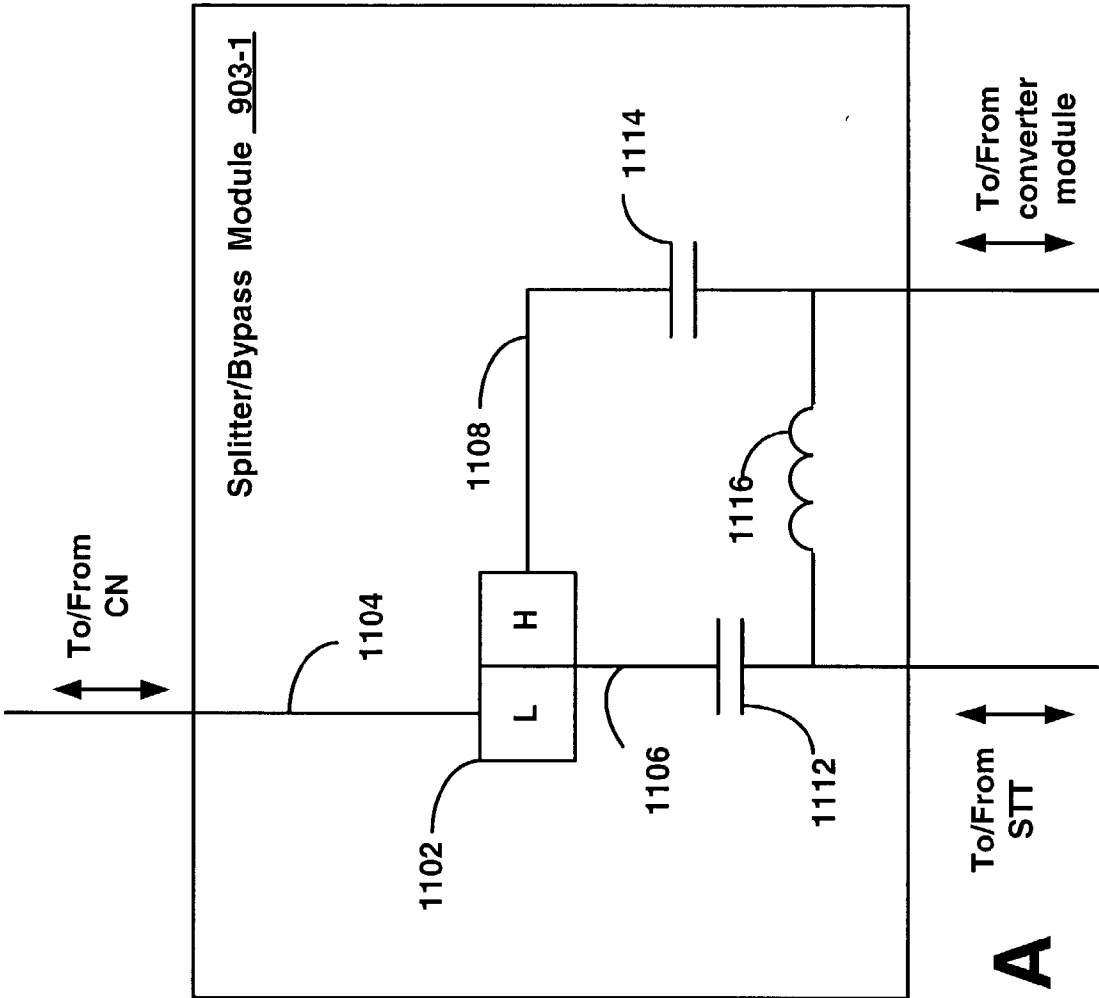 To/From
CN
1104
Splitter/Bypass Module 903-1
1102
L
H
1108
1114
1106
1112
1116
To/From
STT
To/From
converter
module
A